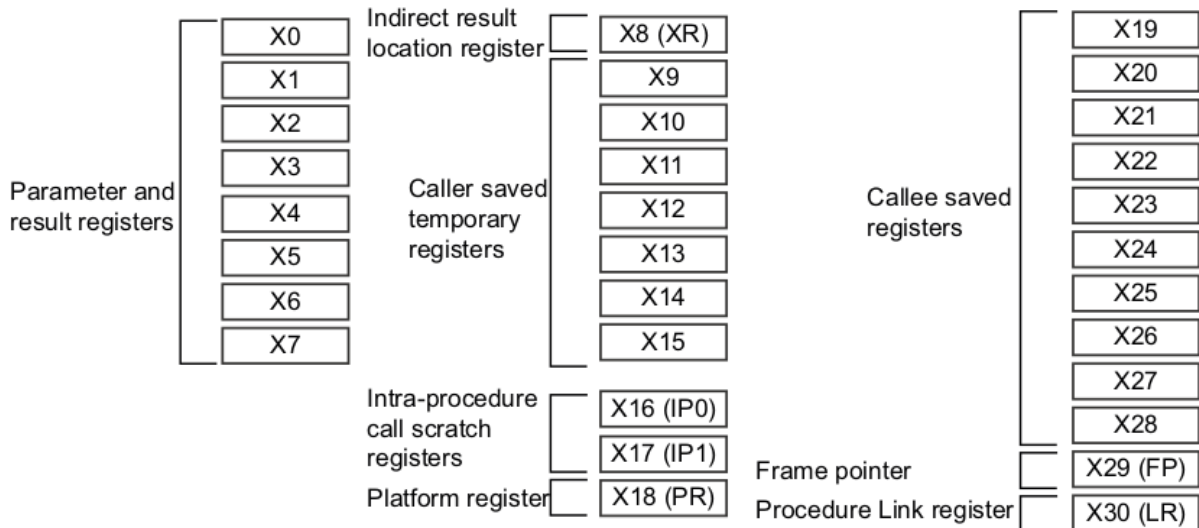 Parameter and
result registers
X0
X1
X2
X3
X4
X5
X6
X7
Indirect result
location register
X8 (XR)
Caller saved
temporary
registers
X9
X10
X11
X12
X13
X14
X15
Intra-procedure
call scratch
registers
X16 (IP0)
X17 (IP1)
Platform register
X18 (PR)
Callee saved
registers
X19
X20
X21
X22
X23
X24
X25
X26
X27
X28
Frame pointer
X29 (FP)
Procedure Link register
X30 (LR)